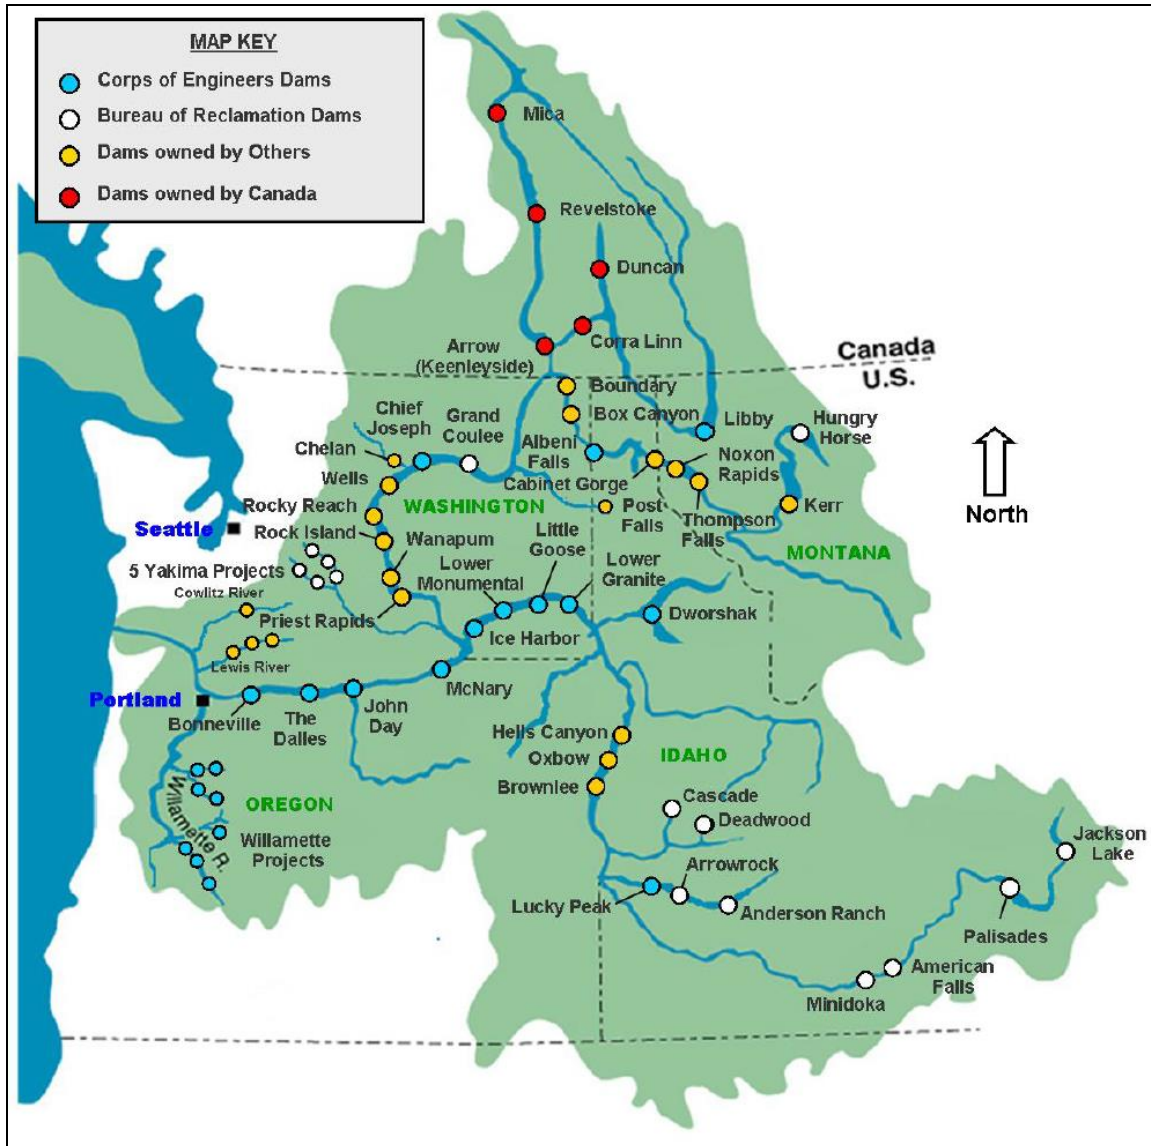 MAP KEY
Corps of Engineers Dams
Bureau of Reclamation Dams
Dams owned by Others
Dams owned by Canada
Mica
Revelstoke
Duncan
Corra Linn
Arrow
(Keenleyside)
Canada
U.S.
Boundary
Box Canyon
Libby
Hungry
Horse
Chief
Joseph
Grand
Coulee
Albeni
Falls
Chelan
Noxon
Rapids
Cabinet Gorge
Wells
WASHINGTON
Rocky Reach
Post
Falls
Thompson
Falls
Kerr
North
Seattle
Rock Island
Wanapum
Little
Goose
Lower
Monumental
Lower
Granite
MONTANA
5 Yakima Projects
Cowlitz River
Priest Rapids
Ice Harbor
Dworshak
Lewis River
McNary
Portland
Bonneville
The
Dalles
John
Day
Hells Canyon
Oxbow
Brownlee
IDAHO
Willamette R.
OREGON
Willamette
Projects
Cascade
Deadwood
Jackson
Lake
Arrowrock
Lucky Peak
Anderson Ranch
Palisades
American
Falls
Minidoka